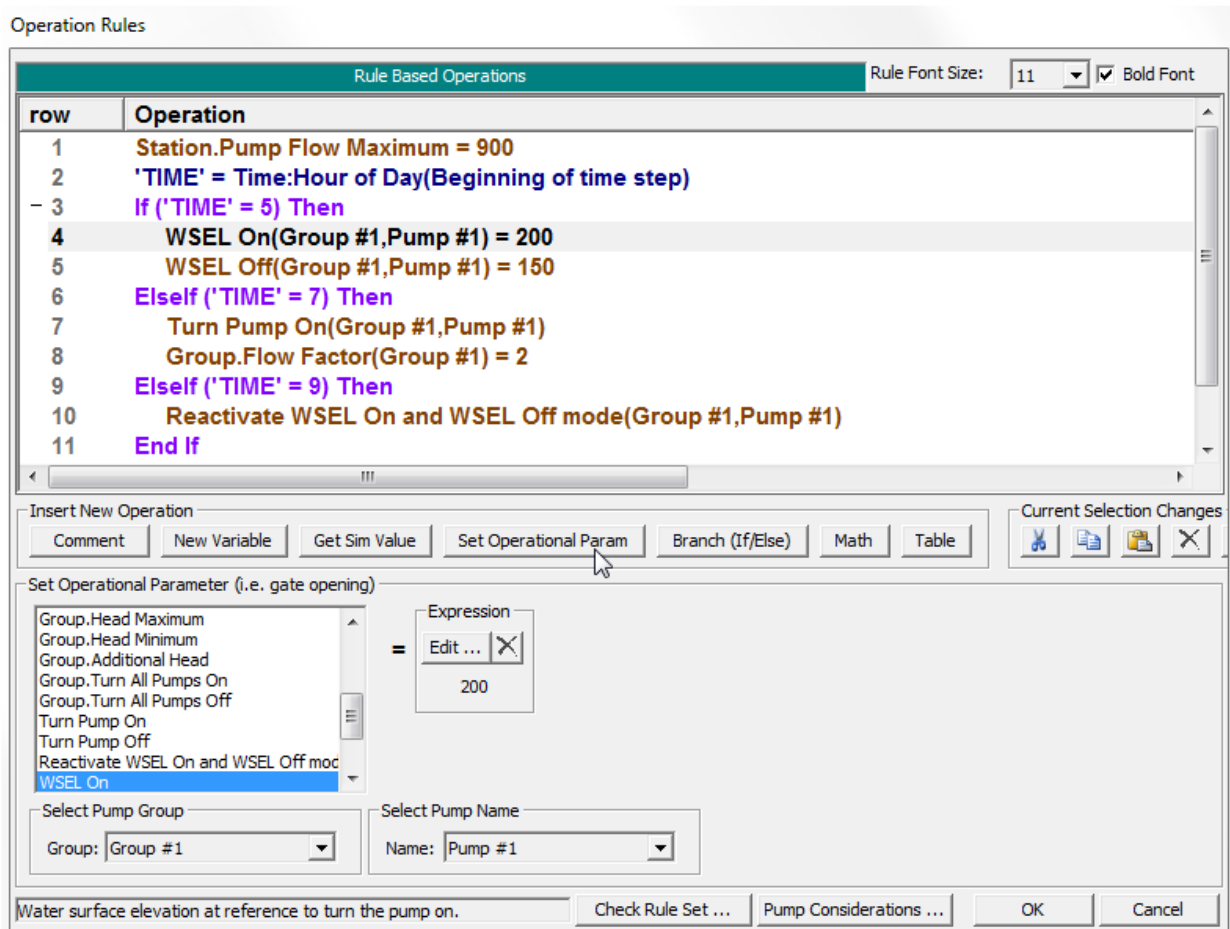 Operation Rules
Rule Based Operations Rule Font Size: 11 Bold Font
row Operation
1 Station.Pump Flow Maximum = 900
2 'TIME' = Time:Hour of Day(Beginning of time step)
3 If ('TIME' = 5) Then
4 WSEL On(Group #1,Pump #1) = 200
5 WSEL Off(Group #1,Pump #1) = 150
6 ElseIf ('TIME' = 7) Then
7 Turn Pump On(Group #1,Pump #1)
8 Group.Flow Factor(Group #1) = 2
9 ElseIf ('TIME' = 9) Then
10 Reactivate WSEL On and WSEL Off mode(Group #1,Pump #1)
11 End If
Insert New Operation Current Selection Changes
Comment New Variable Get Sim Value Set Operational Param Branch (If/Else) Math Table
Set Operational Parameter (i.e. gate opening)
Group.Head Maximum
Group.Head Minimum
Group.Additional Head
Group.Turn All Pumps On
Group.Turn All Pumps Off
Turn Pump On
Turn Pump Off
Reactivate WSEL On and WSEL Off mod
WSEL On
=
Expression
Edit ...
200
Select Pump Group Select Pump Name
Group: Group #1 Name: Pump #1
Water surface elevation at reference to turn the pump on. Check Rule Set ... Pump Considerations ... OK Cancel